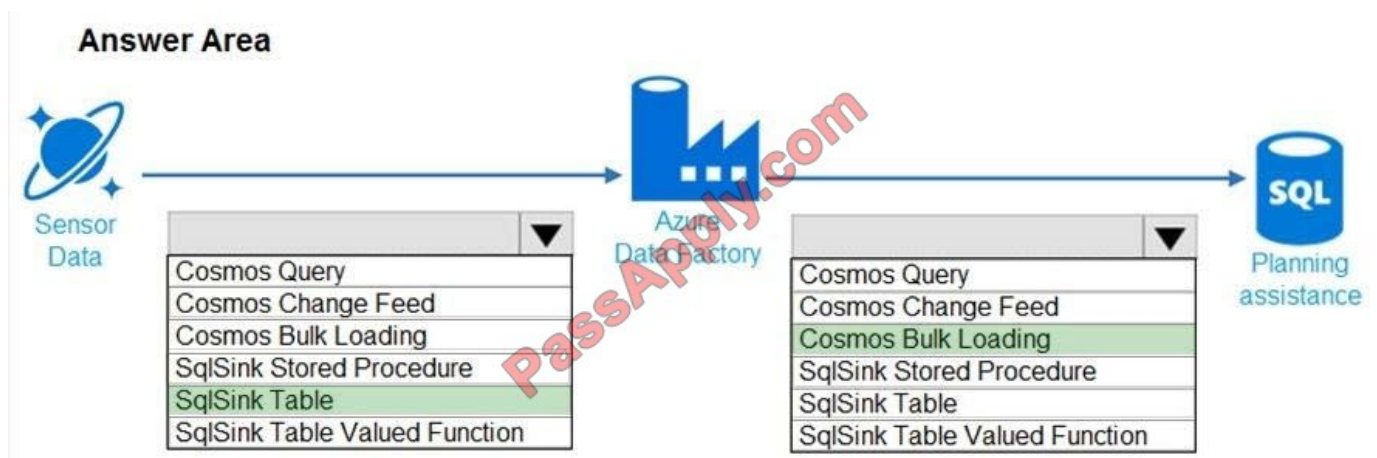 Answer Area
Sensor
Data
Cosmos Query
Cosmos Change Feed
Cosmos Bulk Loading
SqlSink Stored Procedure
SqlSink Table
SqlSink Table Valued Function
Azure
Data Factory
PassApply.com
Cosmos Query
Cosmos Change Feed
Cosmos Bulk Loading
SqlSink Stored Procedure
SqlSink Table
SqlSink Table Valued Function
SQL
Planning
assistance